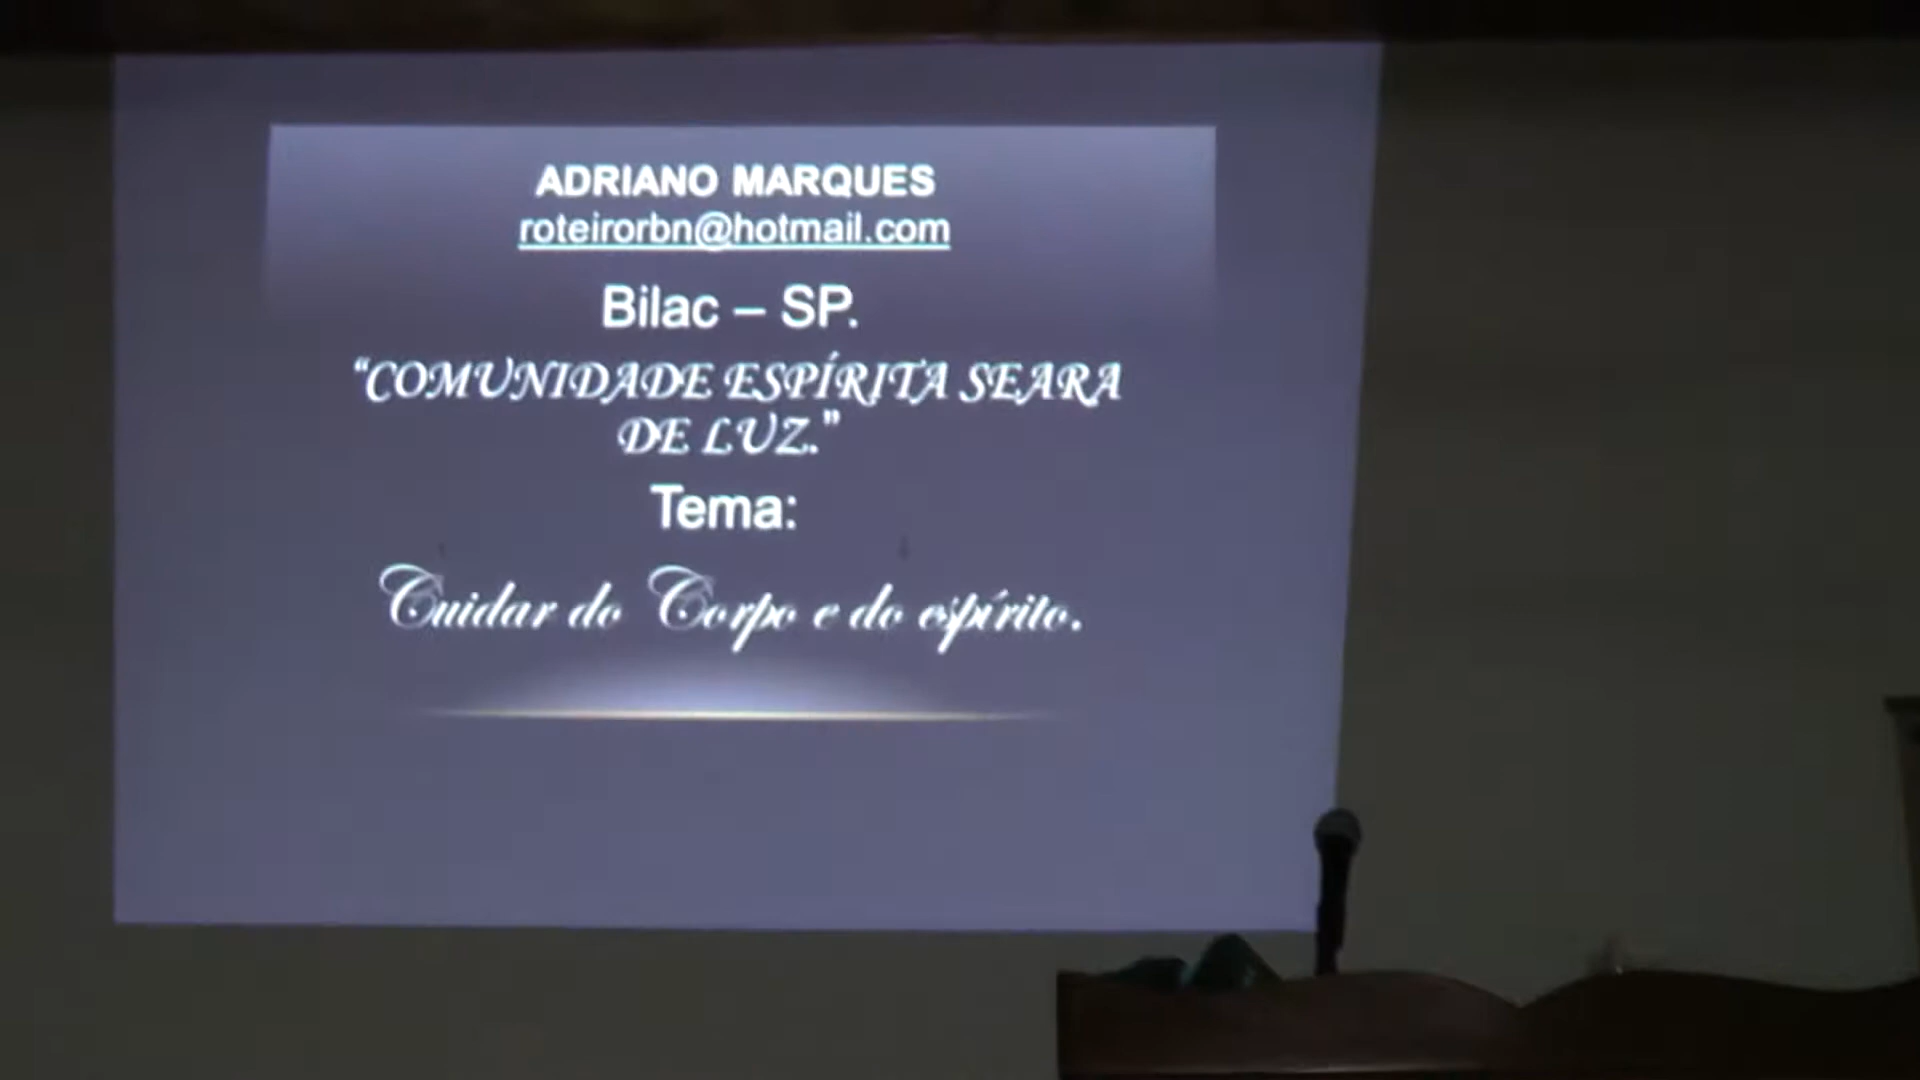 ADRIANO MARQUES
roteirorbn@hotmail.com
Bilac – SP.
“COMUNIDADE ESPÍRITA SEARA
DE LUZ.”
Tema:
Cuidar do Corpo e do espírito.